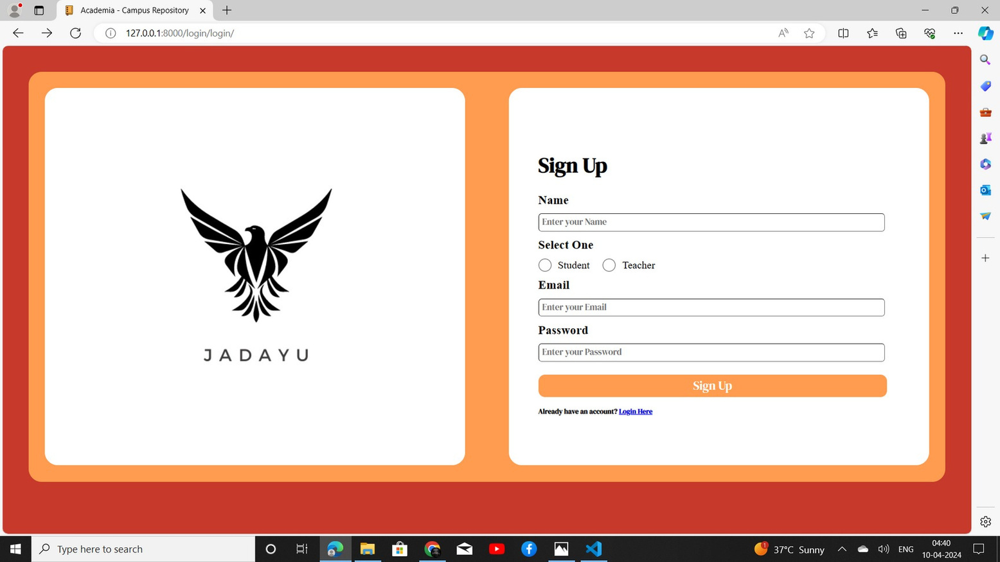 Academia - Campus Repository
127.0.0.1:8000/login/login/
JADAYU
Sign Up
Name
Enter your Name
Select One
Student Teacher
Email
Enter your Email
Password
Enter your Password
Sign Up
Already have an account? Login Here
Type here to search
1
37°C Sunny
ENG
04:40
10-04-2024